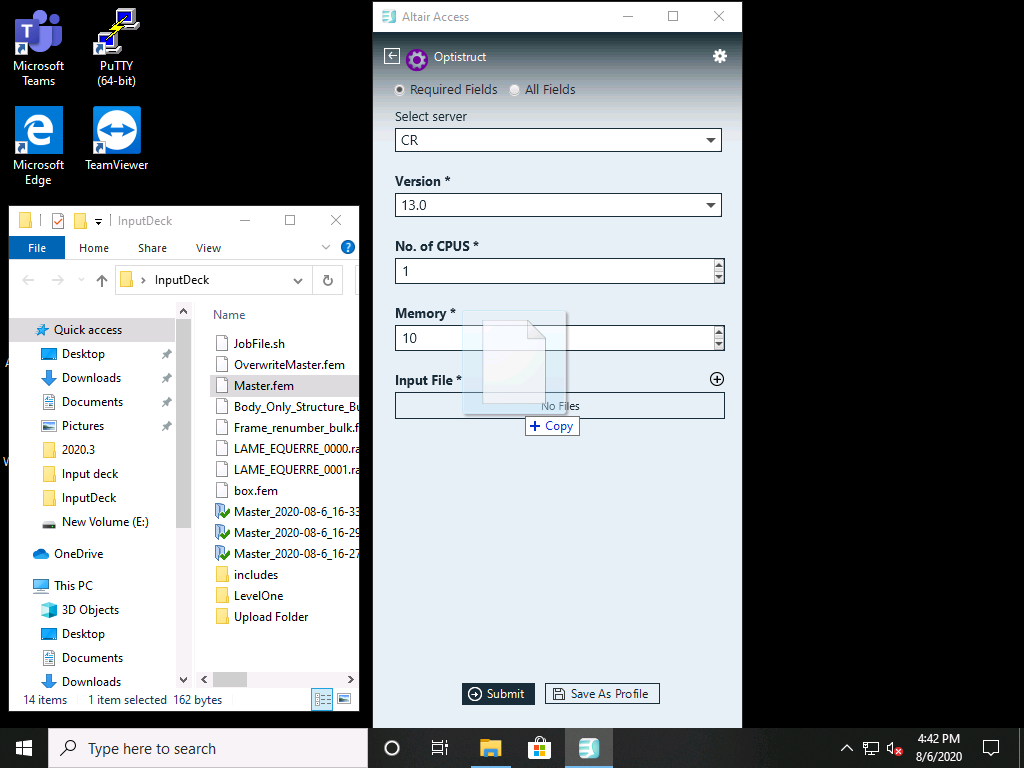 Microsoft
Teams
PuTTY
(64-bit)
Microsoft
Edge
TeamViewer
InputDeck
File Home Share View
InputDeck
Quick access
Desktop
Downloads
Documents
Pictures
2020.3
Input deck
InputDeck
New Volume (E:)
OneDrive
This PC
3D Objects
Desktop
Documents
Downloads
Name
JobFile.sh
OverwriteMaster.fem
Master.fem
Body_Only_Structure_Bu
Frame_renumber_bulk.f
LAME_EQUERRE_0000.ra
LAME_EQUERRE_0001.ra
box.fem
Master_2020-08-6_16-33
Master_2020-08-6_16-29
Master_2020-08-6_16-27
includes
LevelOne
Upload Folder
14 items 1 item selected 162 bytes
Altair Access
Optistruct
Required Fields All Fields
Select server
CR
Version *
13.0
No. of CPUS *
1
Memory *
10
Input File *
No Files
+ Copy
Submit Save As Profile
Type here to search
4:42 PM
8/6/2020